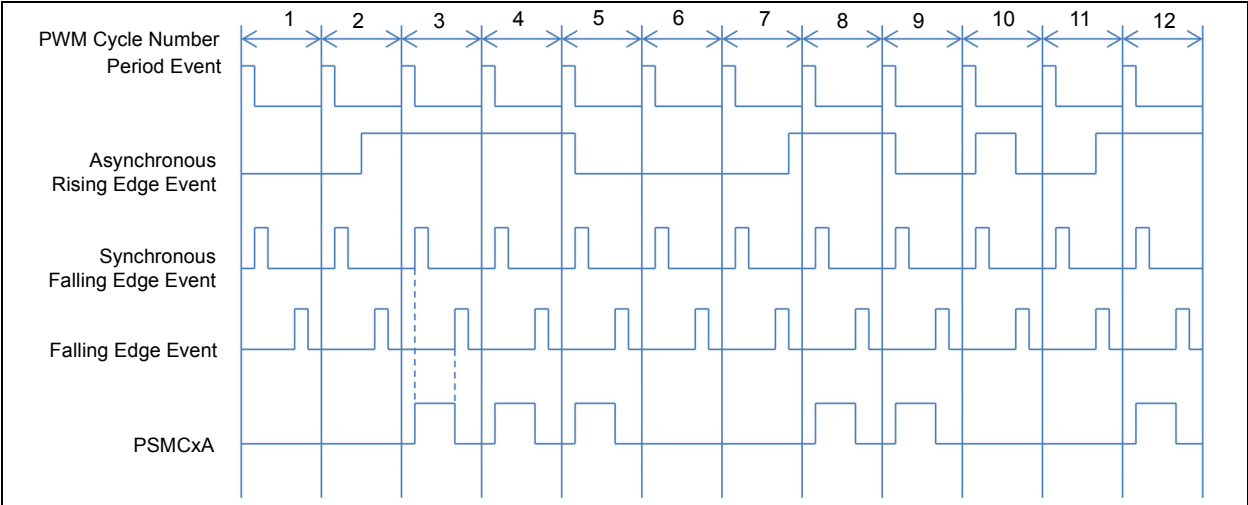 1 2 3 4 5 6 7 8 9 10 11 12
PWM Cycle Number
Period Event
Asynchronous
Rising Edge Event
Synchronous
Falling Edge Event
Falling Edge Event
PSMCxA